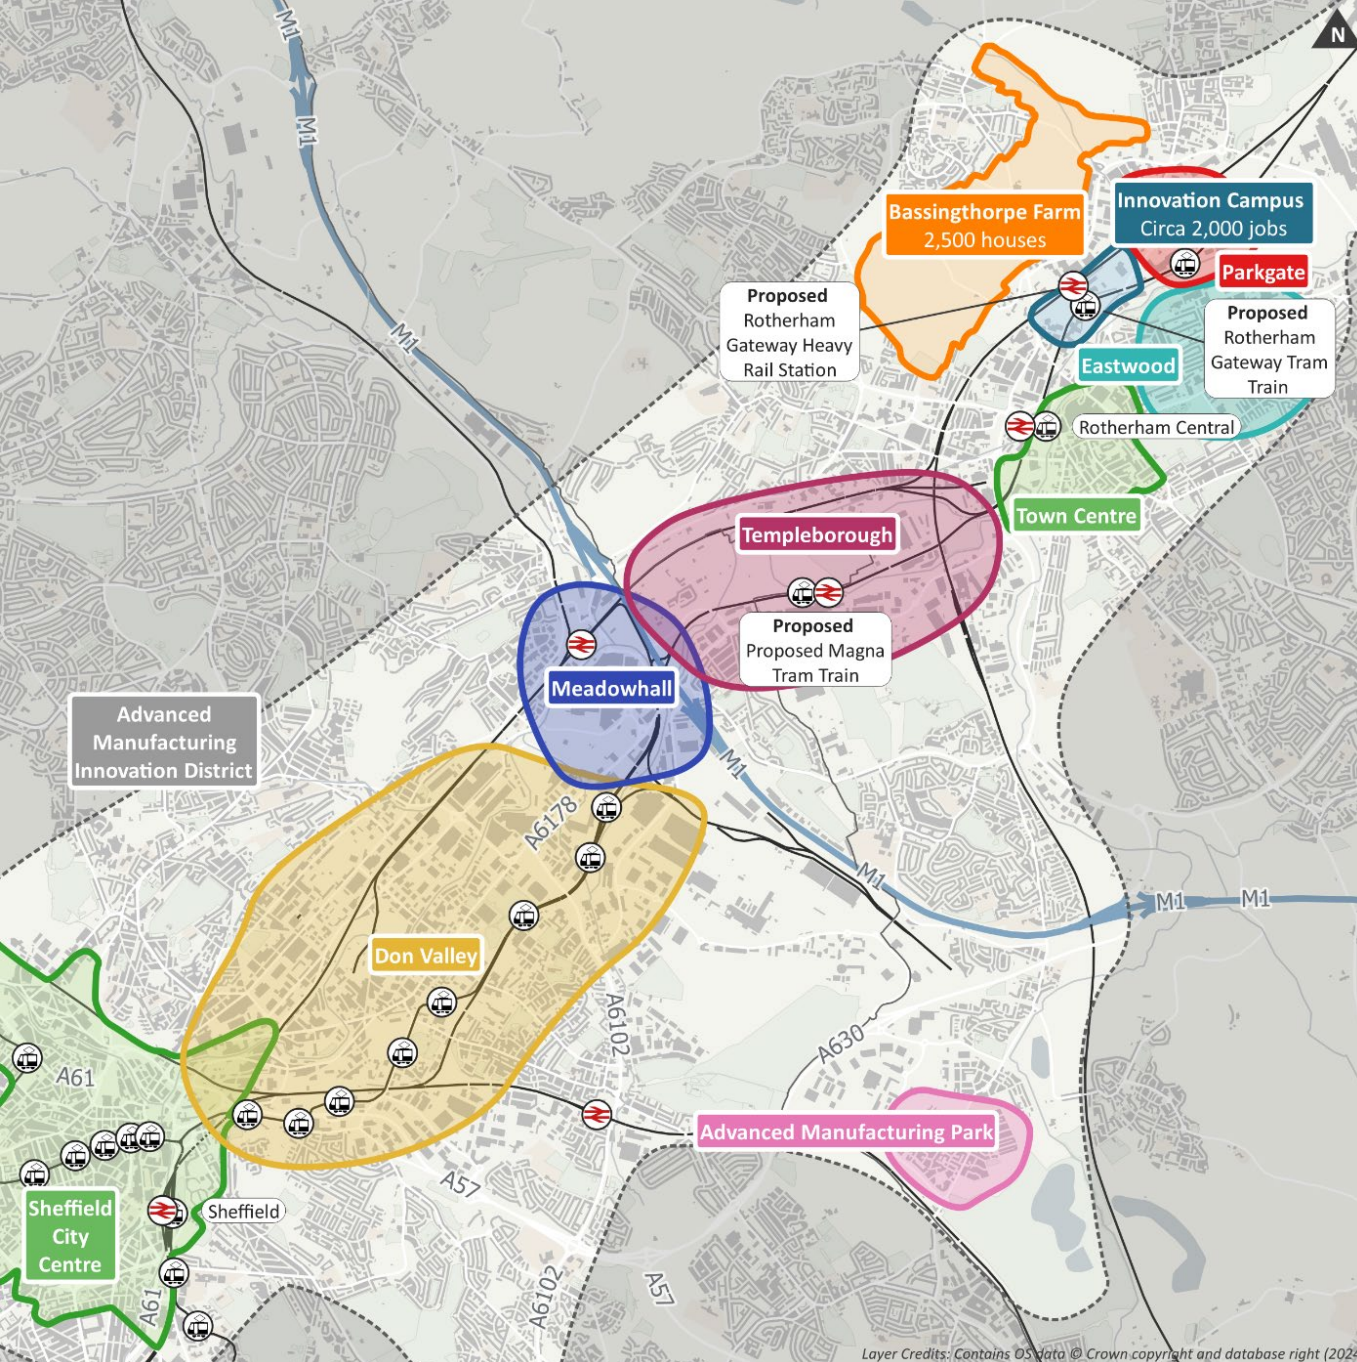 M1
N
M1
Bassingthorpe Farm
2,500 houses
Innovation Campus
Circa 2,000 jobs
Parkgate
Proposed
Rotherham
Gateway Heavy
Rail Station
Proposed
Rotherham
Gateway Tram
Train
M1
Eastwood
Rotherham Central
Town Centre
Templeborough
Proposed
Proposed Magna
Tram Train
Meadowhall
Advanced
Manufacturing
Innovation District
M1
A6178
M1
M1
M1
Don Valley
A6102
A630
A61
Advanced Manufacturing Park
A57
Sheffield
City
Centre
Sheffield
A61
A6102
A57
Layer Credits: Contains OS data © Crown copyright and database right (2024